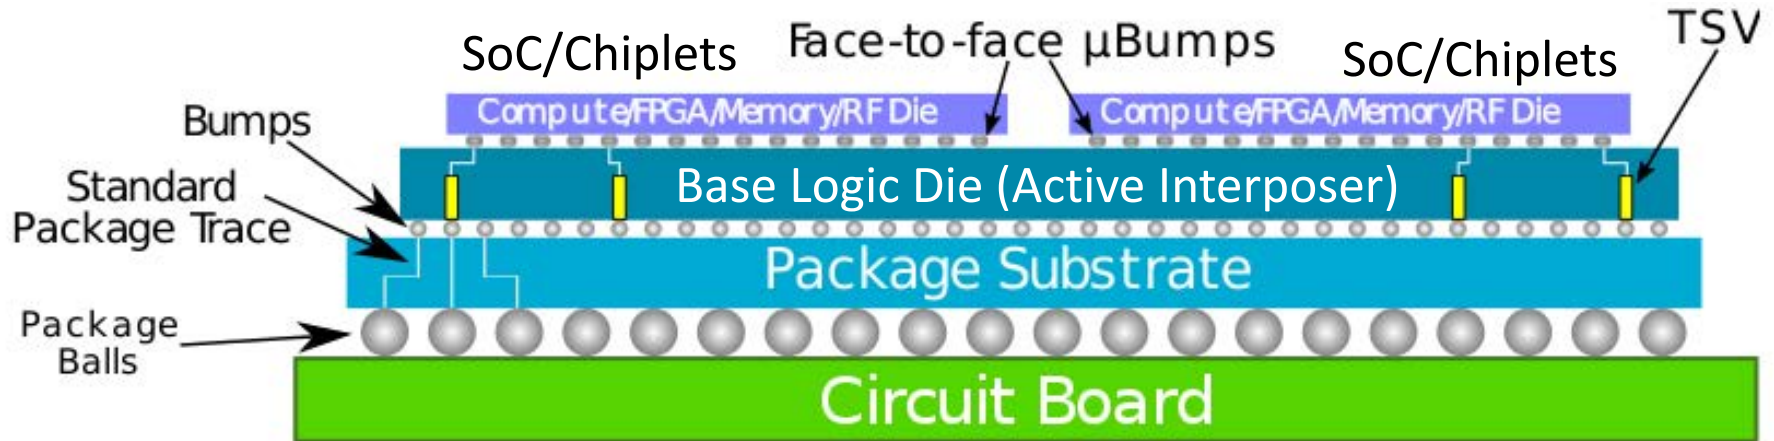 SoC/Chiplets
Face-to-face µBumps
SoC/Chiplets
TSV
Compute/FPGA/Memory/RF Die
Compute/FPGA/Memory/RF Die
Bumps
Base Logic Die (Active Interposer)
Standard
Package Trace
Package Substrate
Package
Balls
Circuit Board